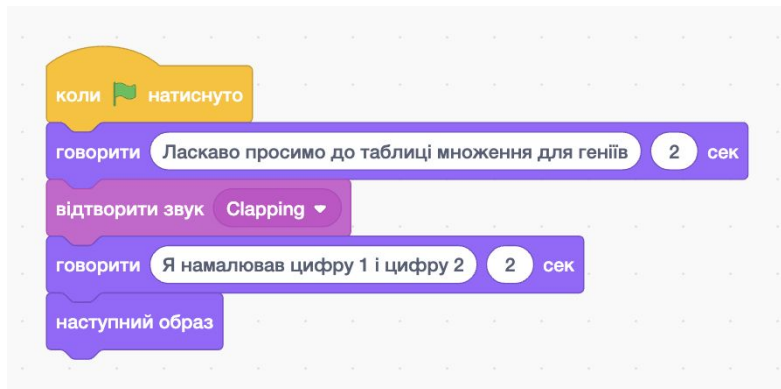 коли натиснуто
говорити Ласкаво просимо до таблиці множення для геніїв 2 сек
відтворити звук Clapping
говорити Я намалював цифру 1 і цифру 2 2 сек
наступний образ